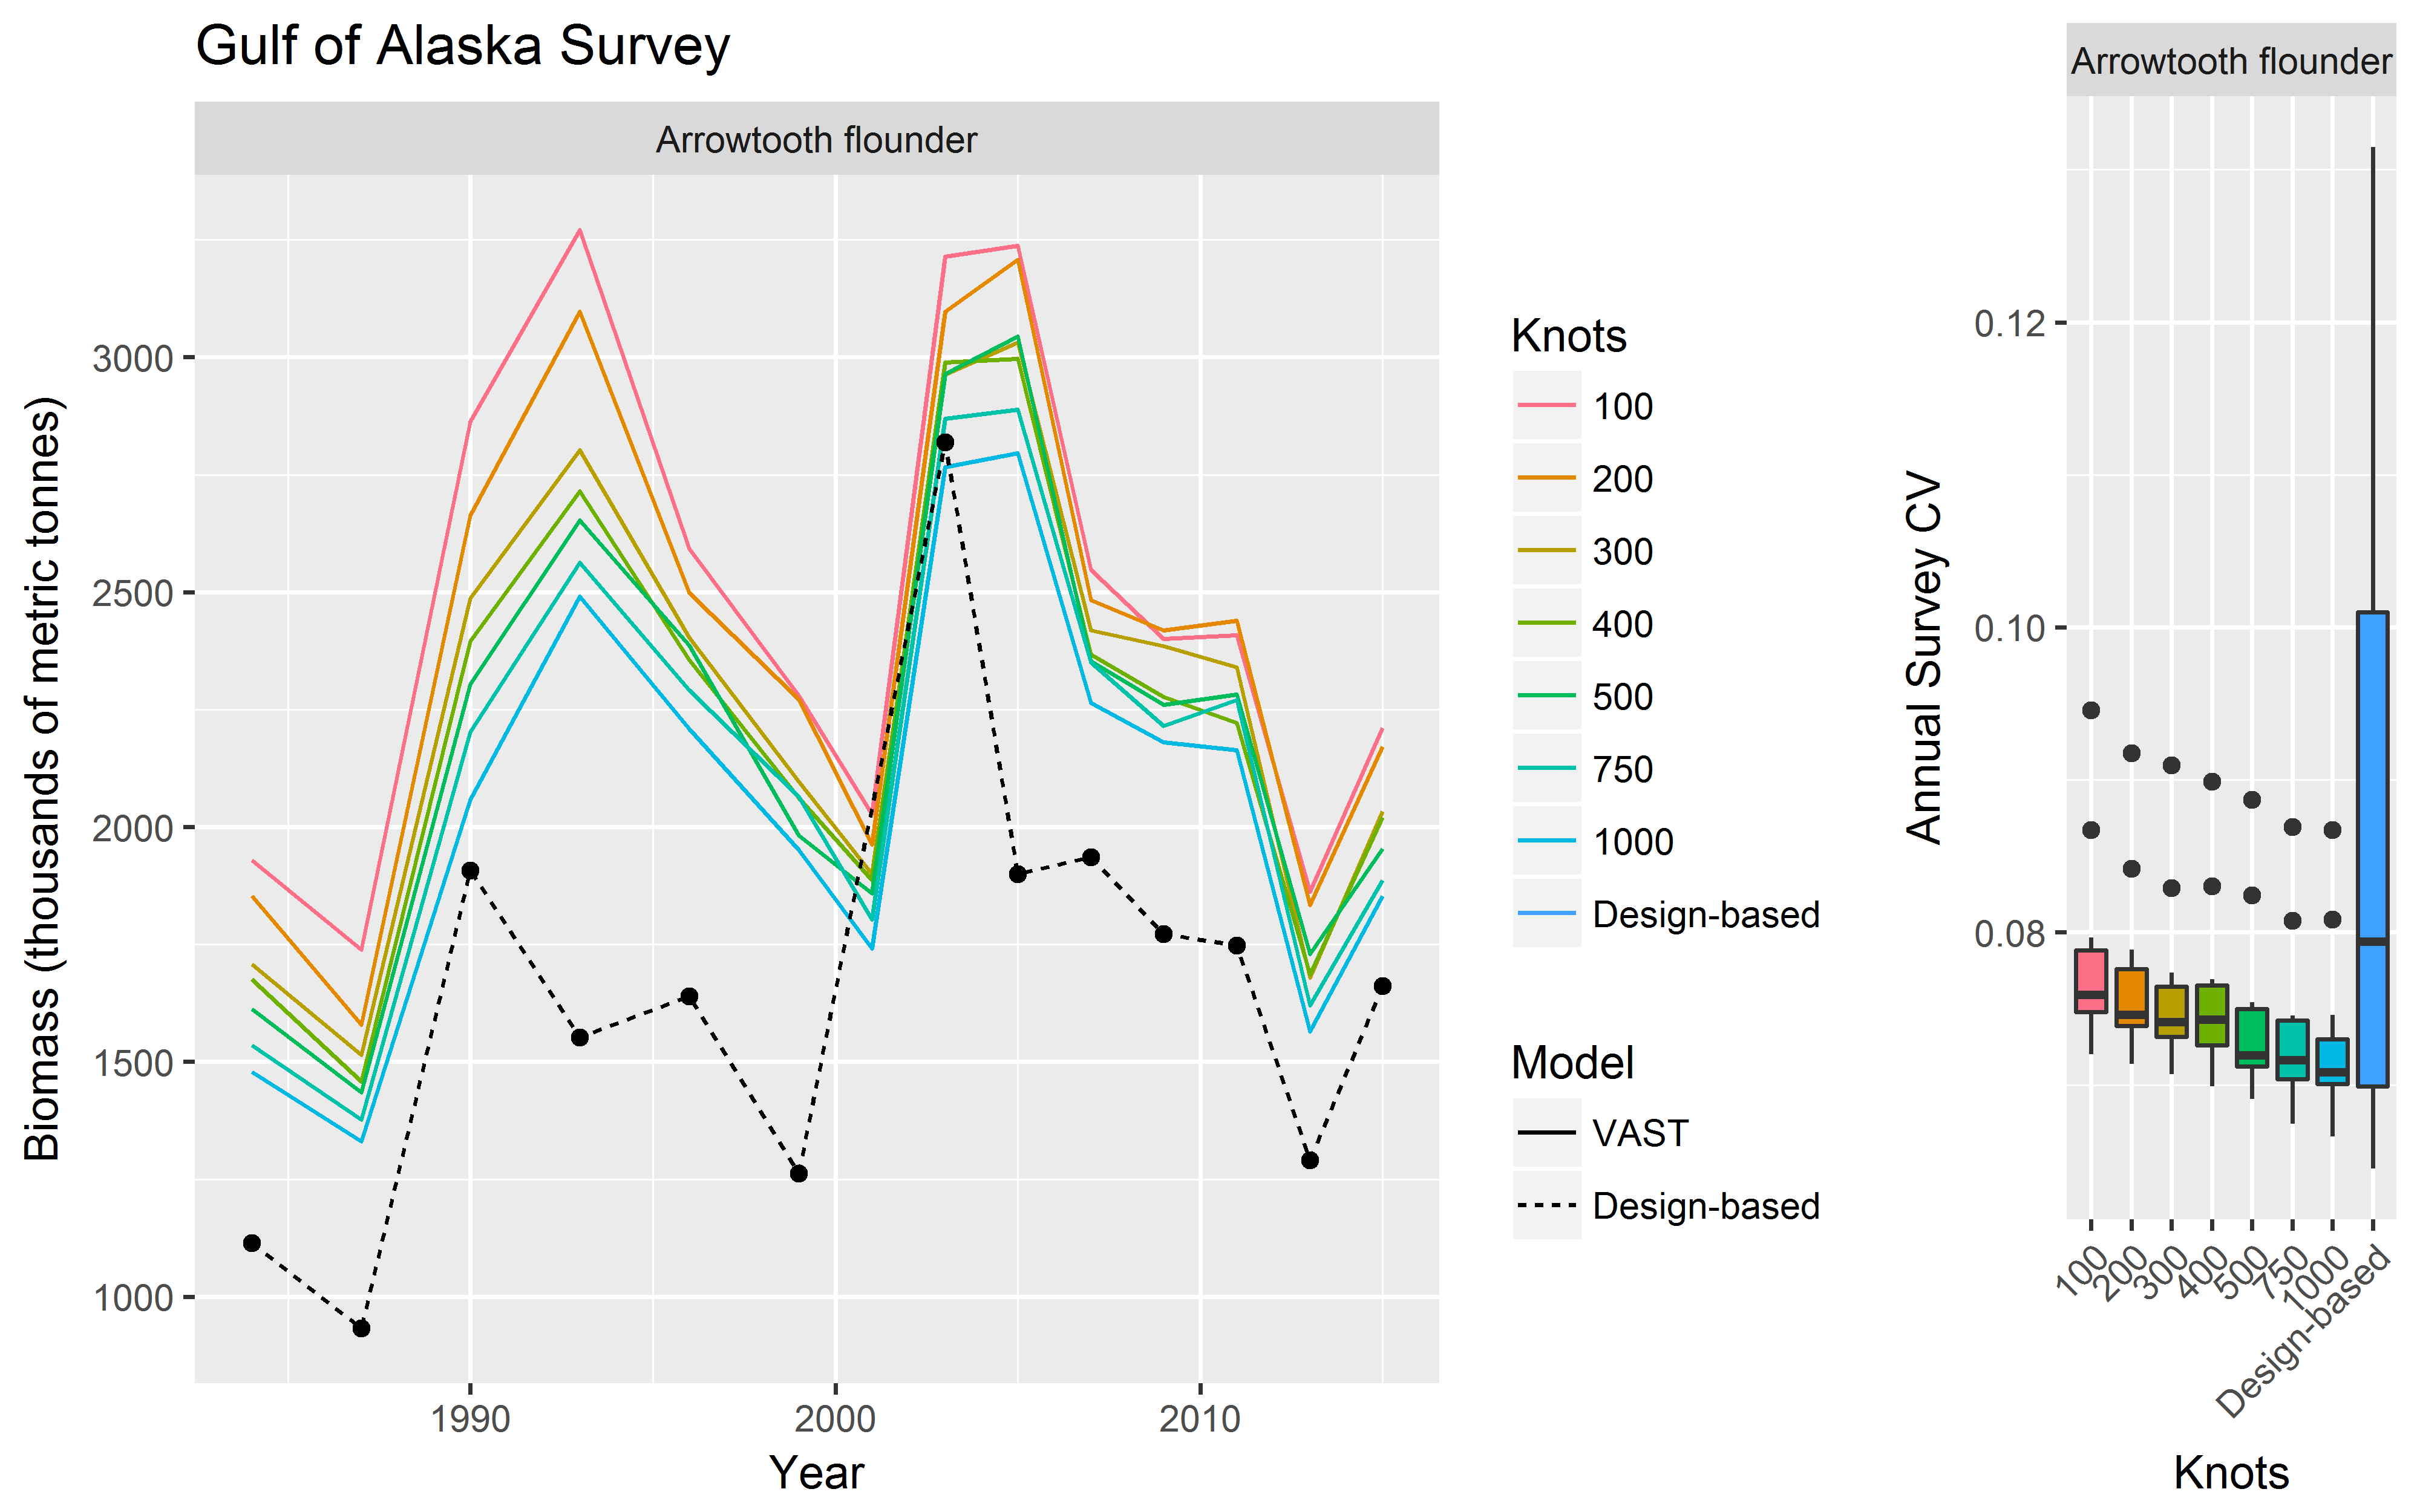 Gulf of Alaska Survey
Arrowtooth flounder
Biomass (thousands of metric tonnes)
3000
2500
2000
1500
1000
1990
2000
2010
Year
Knots
100
200
300
400
500
750
1000
Design-based
Model
VAST
Design-based
Arrowtooth flounder
Annual Survey CV
0.12
0.10
0.08
100
200
300
400
500
750
1000
Design-based
Knots